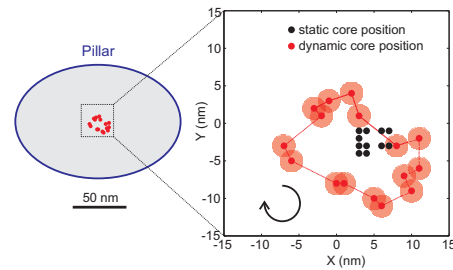 Pillar
50 nm
static core position
dynamic core position
Y (nm)
15
10
5
0
-5
-10
-15
-15
-10
-5
0
5
10
15
X (nm)